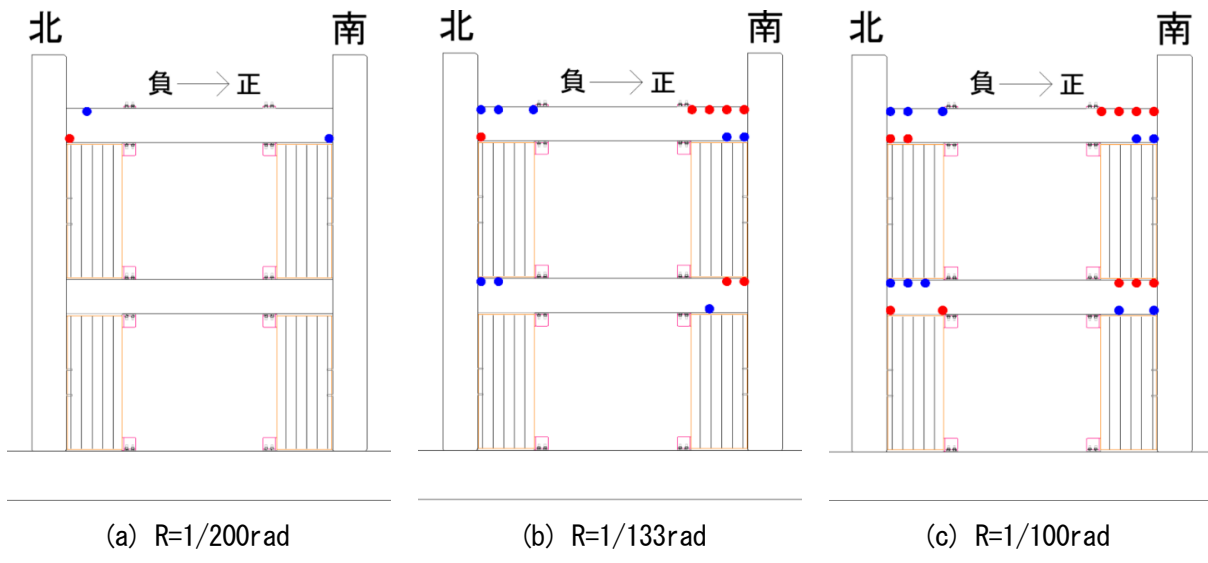 北 南
負 正
北 南
負 正
北 南
負 正
(a) R=1/200rad
(b) R=1/133rad
(c) R=1/100rad